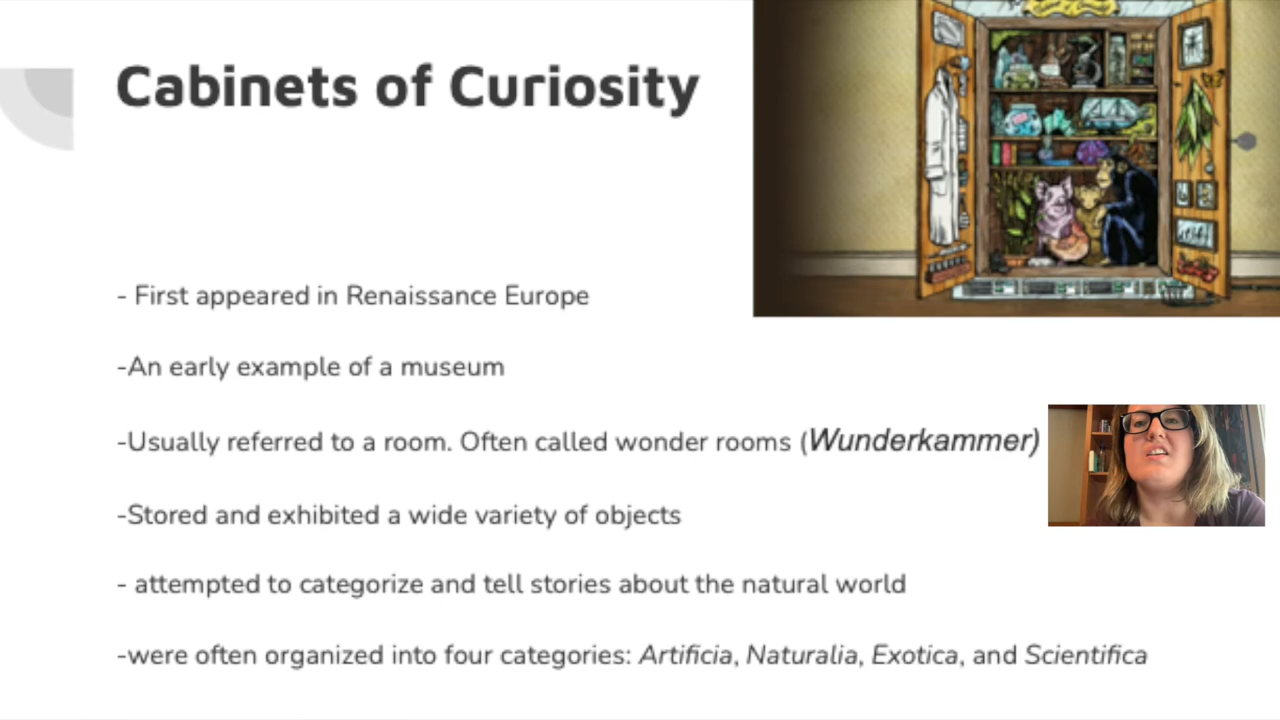 Cabinets of Curiosity
- First appeared in Renaissance Europe
-An early example of a museum
-Usually referred to a room. Often called wonder rooms (Wunderkammer)
-Stored and exhibited a wide variety of objects
- attempted to categorize and tell stories about the natural world
-were often organized into four categories: Artificia, Naturalia, Exotica, and Scientifica